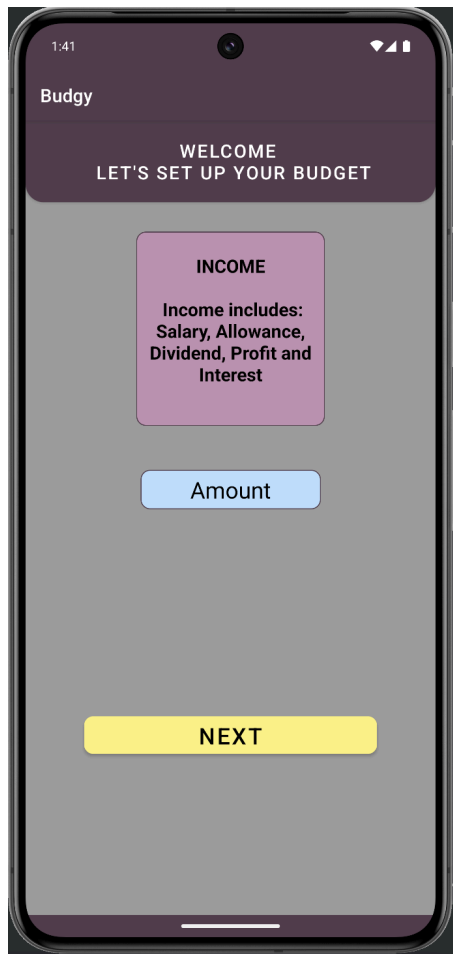 1:41
Budgy
WELCOME
LET'S SET UP YOUR BUDGET
INCOME
Income includes:
Salary, Allowance,
Dividend, Profit and
Interest
Amount
NEXT